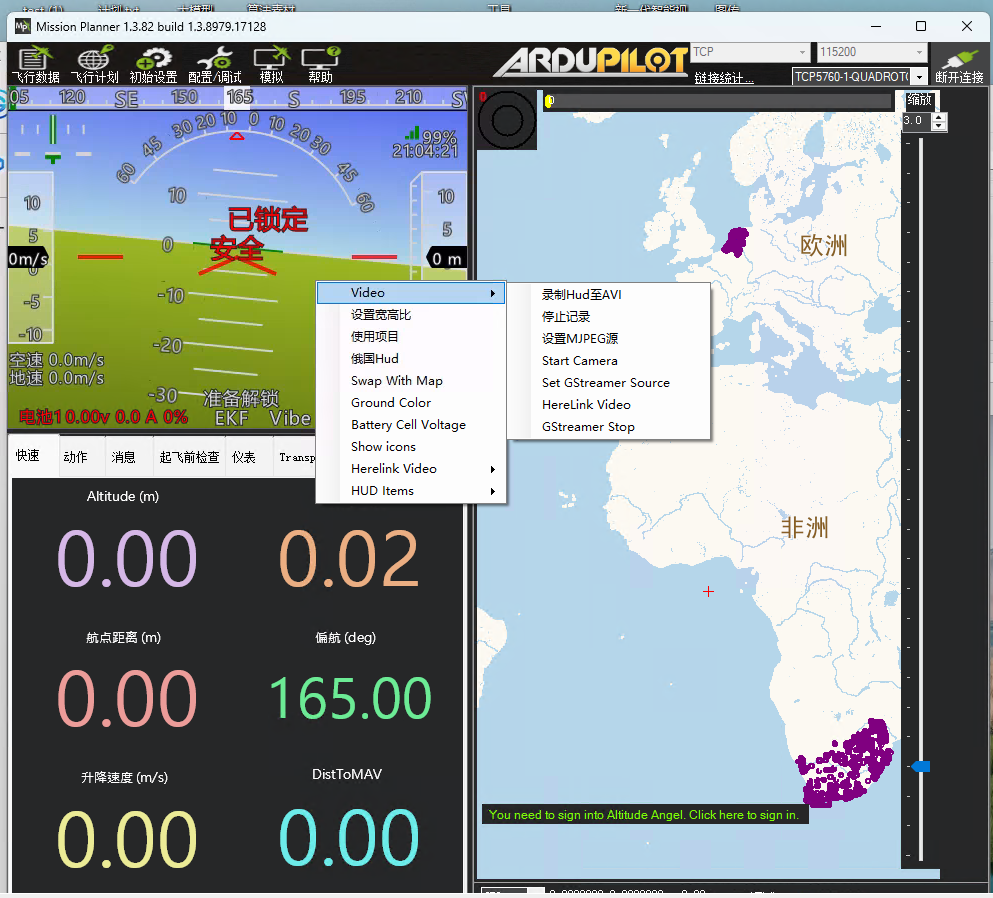 Mission Planner 1.3.82 build 1.3.8979.17128
飞行数据 飞行计划 初始设置 配置/调试 模拟 帮助
ARDUPILOT
TCP
115200
链接统计...
TCP5760-1-QUADROTO
断开连接
05 120 SE 150 165 S 195 210 SV
60 45 30 20 10 0 10 20 30 45 60
99%
21:04:21
10
5
0m/s
0
-5
-10
10
0
-10
-20
-30
已锁定
安全
10
5
0 m
空速 0.0m/s
地速 0.0m/s
准备解锁
电池1 0.00v 0.0 A 0%
EKF
Vibe
Video
设置宽高比
使用项目
俄国Hud
Swap With Map
Ground Color
Battery Cell Voltage
Show icons
Herelink Video
HUD Items
录制Hud至AVI
停止记录
设置MJPEG源
Start Camera
Set GStreamer Source
HereLink Video
GStreamer Stop
快速 动作 消息 起飞前检查 仪表 Transp
Altitude (m)
0.00
0.02
航点距离 (m)
0.00
偏航 (deg)
165.00
升降速度 (m/s)
0.00
DistToMAV
0.00
0
0
缩放
3.0
欧洲
非洲
You need to sign into Altitude Angel. Click here to sign in.